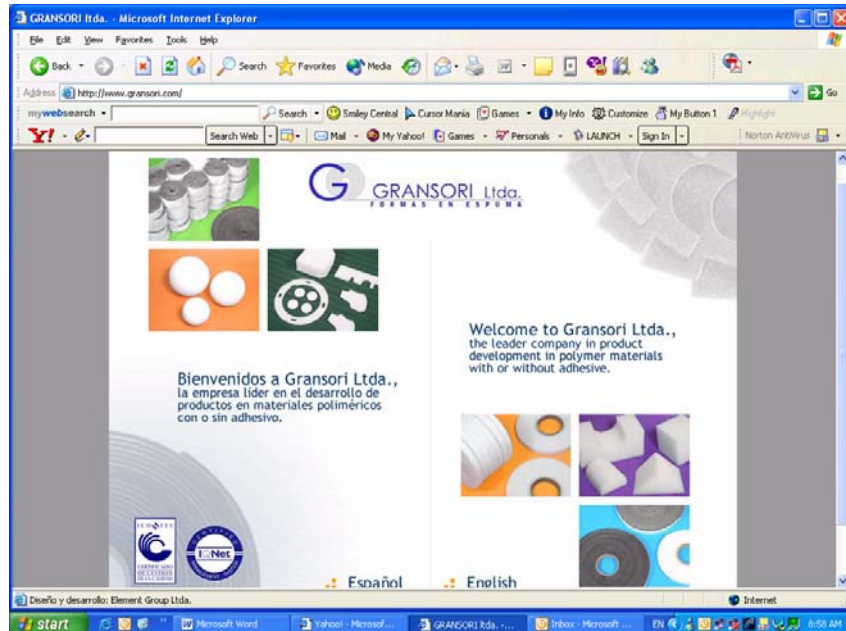 GRANSORI ltda. - Microsoft Internet Explorer
File Edit View Favorites Tools Help
Back Search Favorites Media
Address http://www.gransori.com/ Go
mywebsearch Search Smiley Central Cursor Mania Games My Info Customize My Button 1 Highlight
Y! Search Web Mail My Yahoo! Games Personals LAUNCH Sign In Norton AntiVirus
G GRANSORI Ltda.
FORMAS EN ESPUMA
Welcome to Gransori Ltda.,
the leader company in product
development in polymer materials
with or without adhesive.
Bienvenidos a Gransori Ltda.,
la empresa líder en el desarrollo de
productos en materiales poliméricos
con o sin adhesivo.
ICONTEC
IQNet
Español English
Diseño y desarrollo: Element Group Ltda. Internet
start Microsoft Word Yahoo! - Microsof... GRANSORI ltda. -... Inbox - Microsoft ... EN 8:58 AM